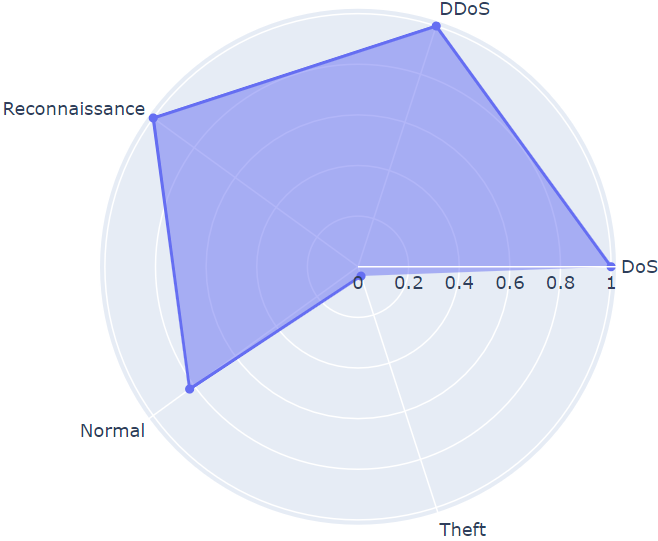 DDoS
Reconnaissance
DoS
0 0.2 0.4 0.6 0.8 1
Normal
Theft